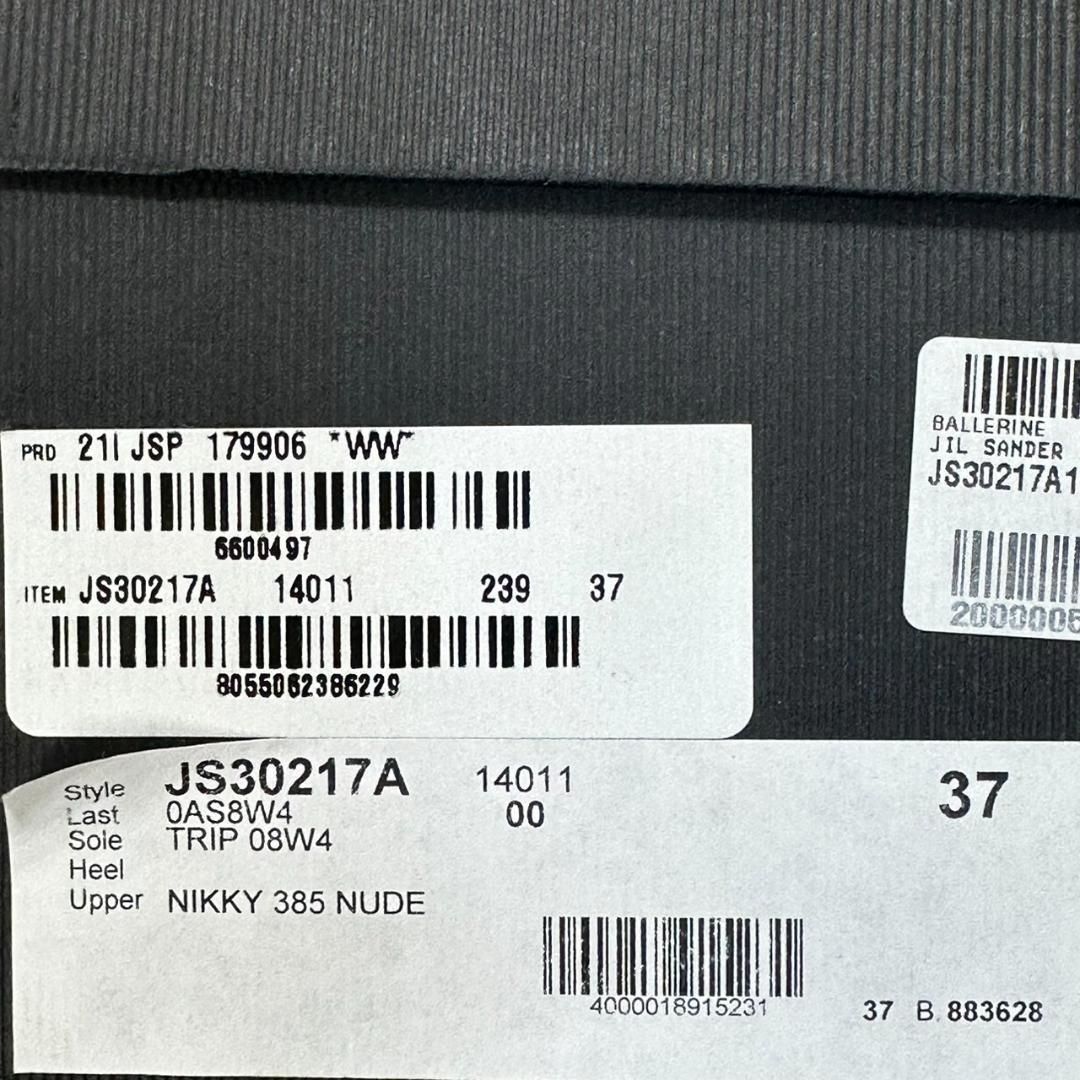 PRD 21I JSP 179906 *WW*
6600497
ITEM JS30217A 14011 239 37
8055062386229
BALLERINE
JIL SANDER
JS30217A1
2000000
Style JS30217A 14011 37
Last 0AS8W4 00
Sole TRIP 08W4
Heel
Upper NIKKY 385 NUDE
4000018915231
37 B. 883628